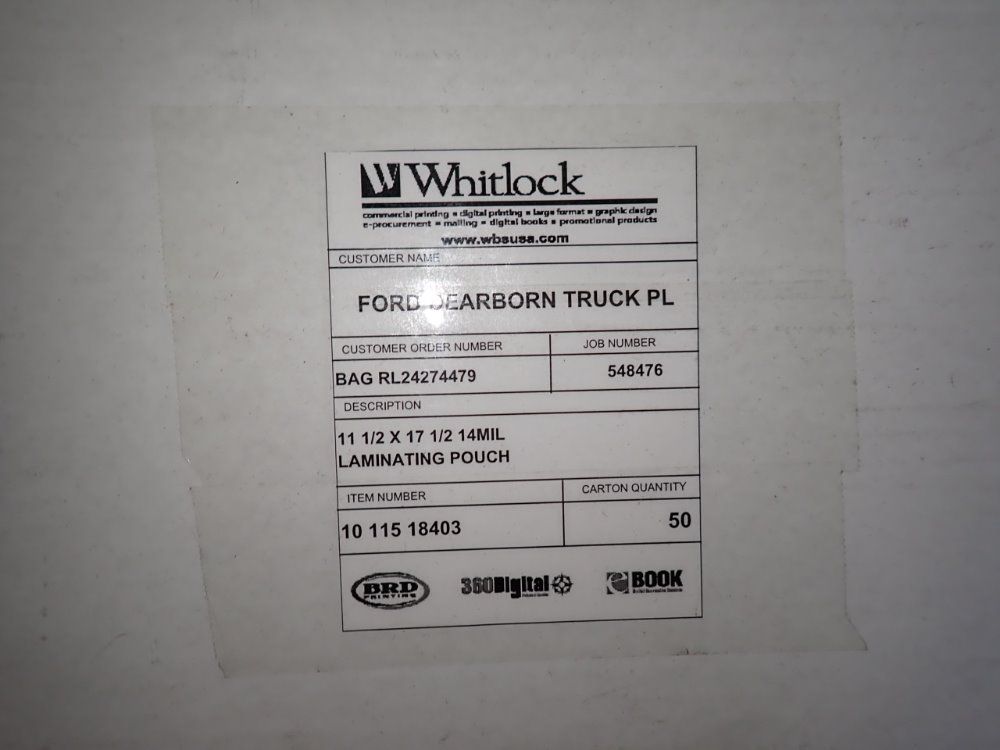 W Whitlock
commercial printing ▪ digital printing ▪ large format ▪ graphic design
e-procurement ▪ mailing ▪ digital books ▪ promotional products
www.wbsusa.com
CUSTOMER NAME
FORD DEARBORN TRUCK PL
CUSTOMER ORDER NUMBER JOB NUMBER
BAG RL24274479 548476
DESCRIPTION
11 1/2 X 17 1/2 14MIL
LAMINATING POUCH
ITEM NUMBER CARTON QUANTITY
10 115 18403 50
BRD 360Digital BOOK
PRINTING